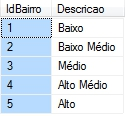 IdBairro Descricao
1 Baixo
2 Baixo Médio
3 Médio
4 Alto Médio
5 Alto